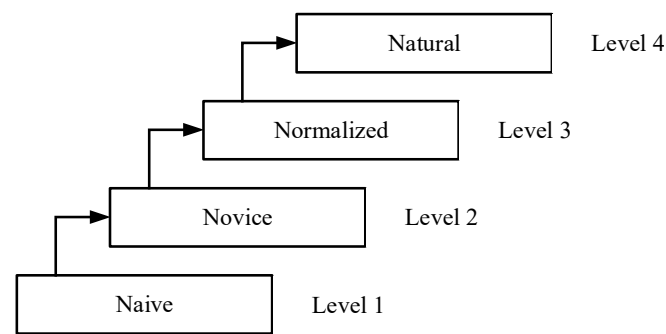 Natural Level 4
Normalized Level 3
Novice Level 2
Naive Level 1